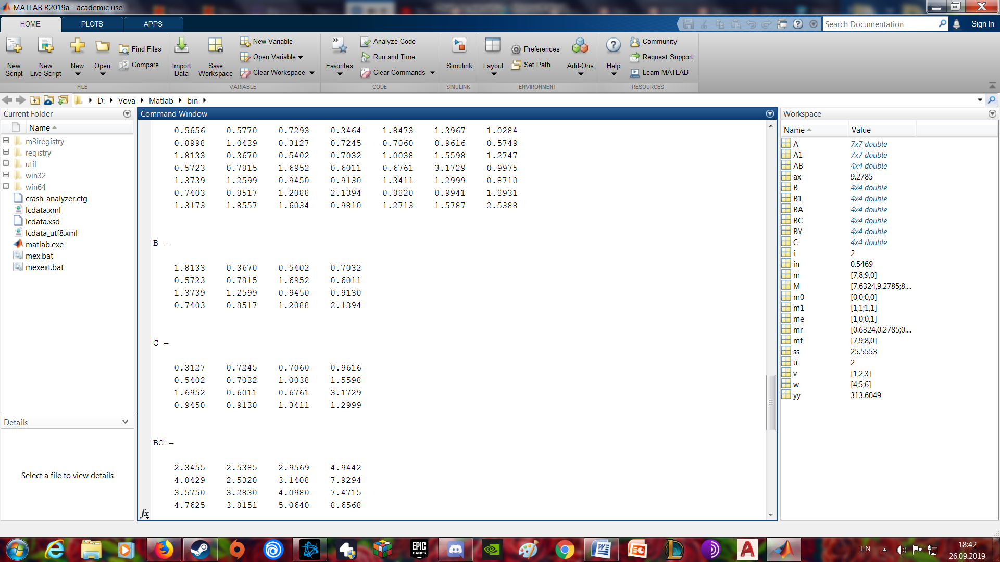 MATLAB R2019a - academic use
HOME PLOTS APPS
Search Documentation
Sign In
New Script
New Live Script
New
Open
Find Files
Compare
FILE
Import Data
Save Workspace
New Variable
Open Variable
Clear Workspace
VARIABLE
Favorites
Analyze Code
Run and Time
Clear Commands
CODE
Simulink
SIMULINK
Layout
Preferences
Set Path
Add-Ons
ENVIRONMENT
Help
Community
Request Support
Learn MATLAB
RESOURCES
D: Vova Matlab bin
Current Folder
Name
m3iregistry
registry
util
win32
win64
crash_analyzer.cfg
lcdata.xml
lcdata.xsd
lcdata_utf8.xml
matlab.exe
mex.bat
mexext.bat
Details
Select a file to view details
Command Window
0.5656 0.5770 0.7293 0.3464 1.8473 1.3967 1.0284
0.8998 1.0439 0.3127 0.7245 0.7060 0.9616 0.5749
1.8133 0.3670 0.5402 0.7032 1.0038 1.5598 1.2747
0.5723 0.7815 1.6952 0.6011 0.6761 3.1729 0.9975
1.3739 1.2599 0.9450 0.9130 1.3411 1.2999 0.8710
0.7403 0.8517 1.2088 2.1394 0.8820 0.9941 1.8931
1.3173 1.8557 1.6034 0.9810 1.2713 1.5787 2.5388
B =
1.8133 0.3670 0.5402 0.7032
0.5723 0.7815 1.6952 0.6011
1.3739 1.2599 0.9450 0.9130
0.7403 0.8517 1.2088 2.1394
C =
0.3127 0.7245 0.7060 0.9616
0.5402 0.7032 1.0038 1.5598
1.6952 0.6011 0.6761 3.1729
0.9450 0.9130 1.3411 1.2999
BC =
2.3455 2.5385 2.9569 4.9442
4.0429 2.5320 3.1408 7.9294
3.5750 3.2830 4.0980 7.4715
4.7625 3.8151 5.0640 8.6568
fx
Workspace
Name Value
A 7x7 double
A1 7x7 double
AB 4x4 double
ax 9.2785
B 4x4 double
B1 4x4 double
BA 4x4 double
BC 4x4 double
BY 4x4 double
C 4x4 double
i 2
in 0.5469
m [7,8;9,0]
M [7.6324,9.2785;8....
m0 [0,0;0,0]
m1 [1,1;1,1]
me [1,0;0,1]
mr [0.6324,0.2785;0....
mt [7,9;8,0]
ss 25.5553
u 2
v [1,2,3]
w [4;5;6]
yy 313.6049
EPIC GAMES
EN
18:42
26.09.2019